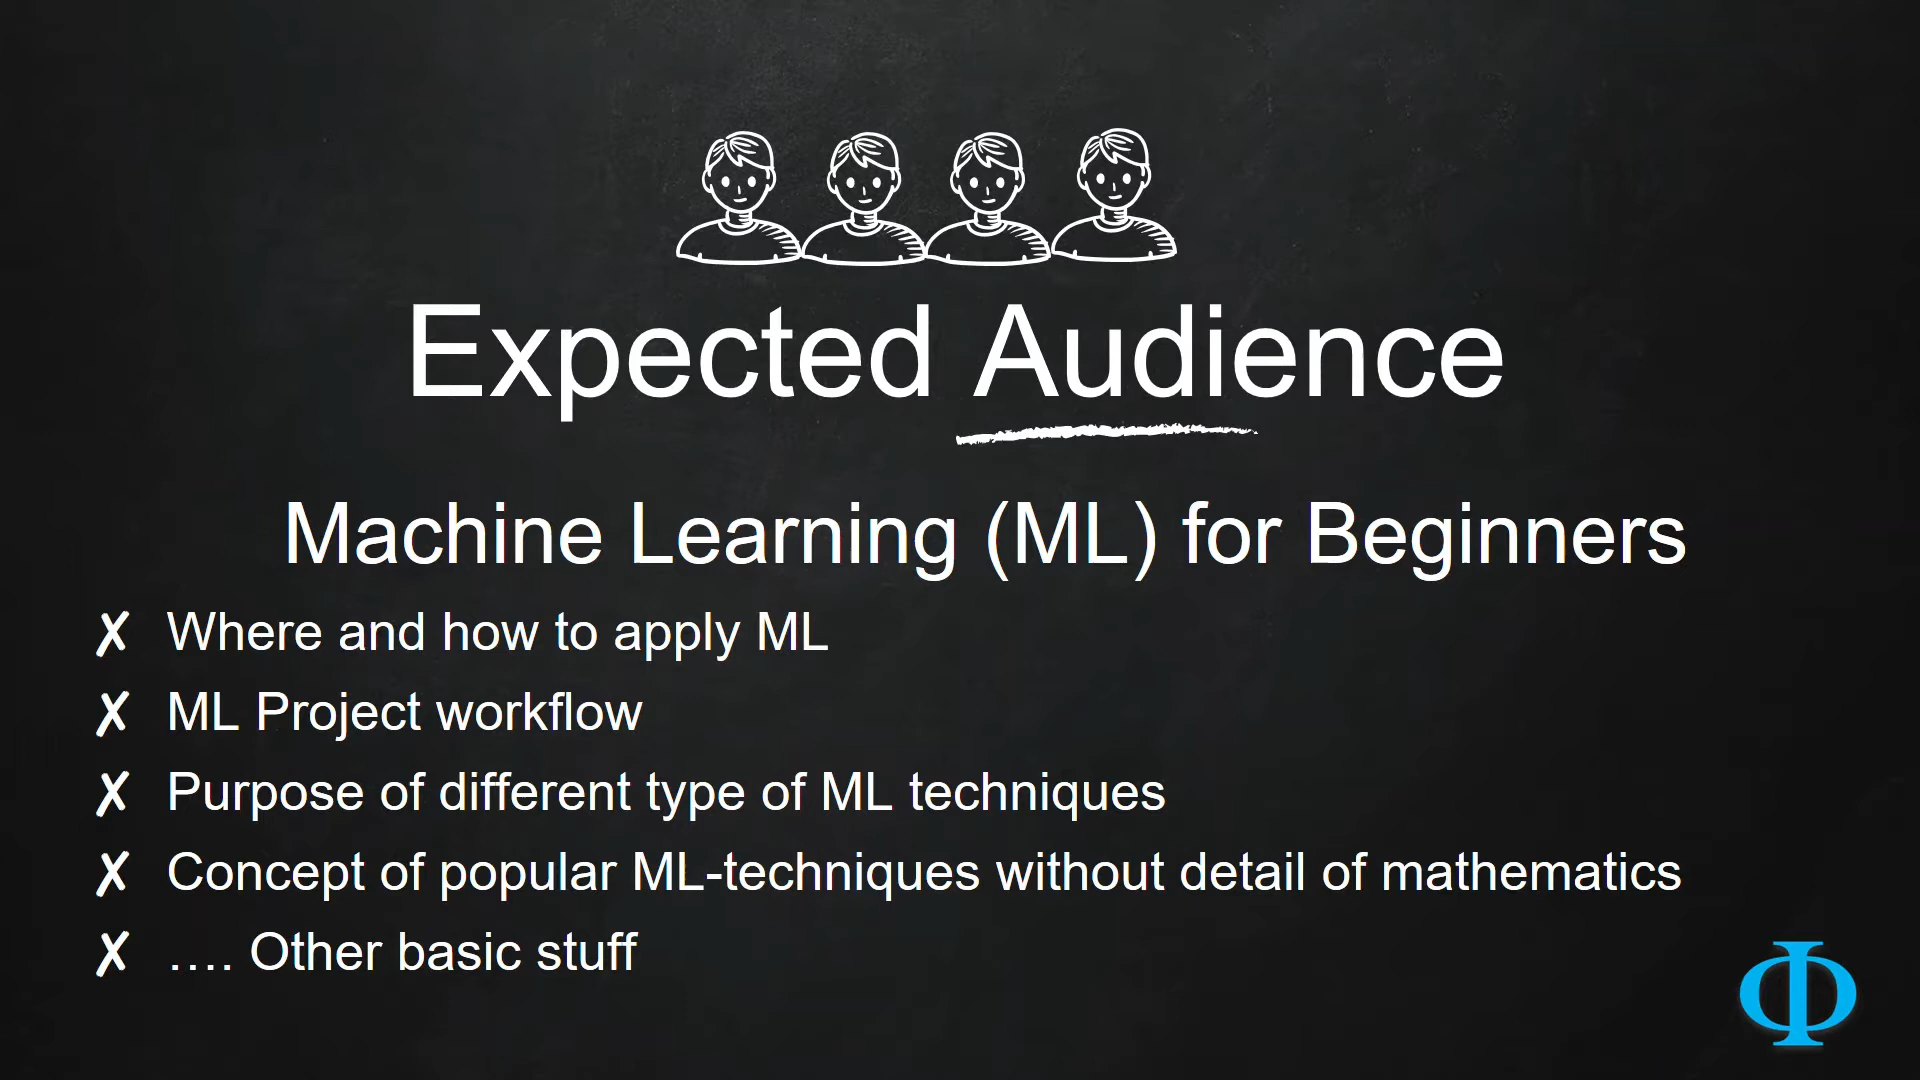 Expected Audience
Machine Learning (ML) for Beginners
✗ Where and how to apply ML
✗ ML Project workflow
✗ Purpose of different type of ML techniques
✗ Concept of popular ML-techniques without detail of mathematics
✗ …. Other basic stuff
Φ